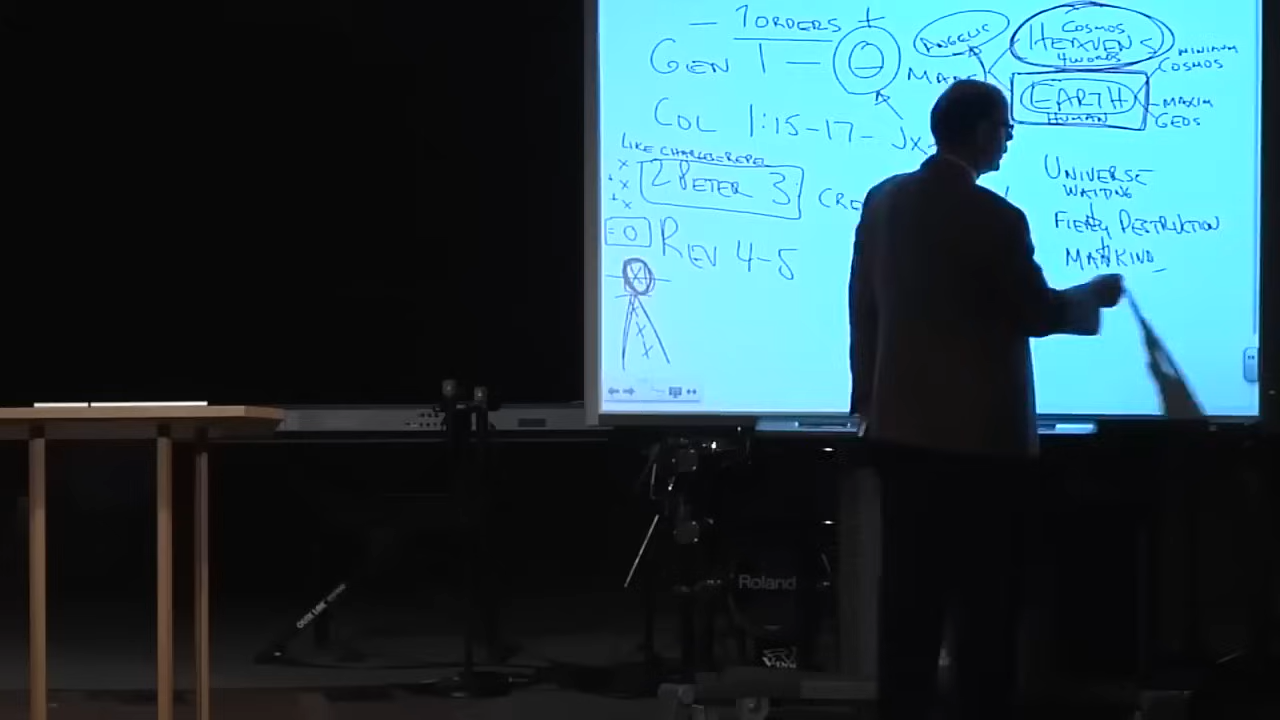 — 7 ORDERS +
GEN 1 — Θ
COL 1:15-17 - Jx
LIKE CHARGES REPEL
2 PETER 3
= 0
REV 4-5
ANGELIC
COSMOS
HEAVENS
4 WORDS
EARTH
HUMAN
MINIMUM
COSMOS
MAXIM
GEOS
UNIVERSE
WAITING
FIERY DESTRUCTION
MANKIND
Roland